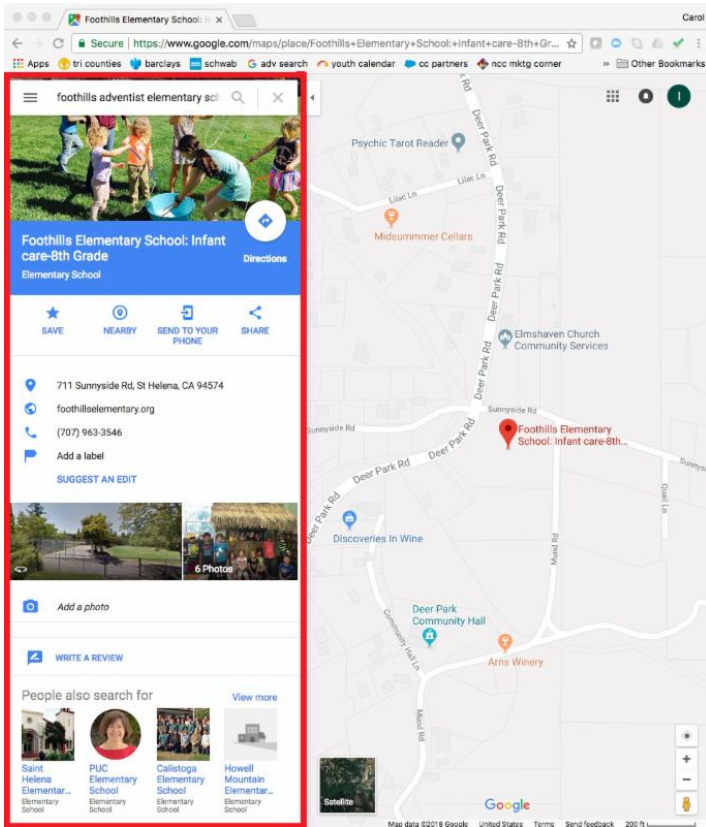 Foothills Elementary School: In
Carol
Secure
https://www.google.com/maps/place/Foothills+Elementary+School:+Infant+care-8th+Gr...
Apps
tri counties
barclays
schwab
adv search
youth calendar
cc partners
ncc mktg corner
»
Other Bookmarks
foothills adventist elementary sch
Foothills Elementary School: Infant
care-8th Grade
Elementary School
Directions
SAVE
NEARBY
SEND TO YOUR
PHONE
SHARE
711 Sunnyside Rd, St Helena, CA 94574
foothillselementary.org
(707) 963-3546
Add a label
SUGGEST AN EDIT
6 Photos
Add a photo
WRITE A REVIEW
People also search for
View more
Saint
Helena
Elementar...
Elementary
School
PUC
Elementary
School
Elementary
School
Calistoga
Elementary
School
Elementary
School
Howell
Mountain
Elementar...
Elementary
School
I
Deer Park Rd
Psychic Tarot Reader
Lilac Ln
Lilac Ln
Deer Park Rd
Midsummmer Cellars
Deer Park Rd
Elmshaven Church
Community Services
Deer Park Rd
Sunnyside Rd
Foothills Elementary
School: Infant care-8th...
Sunnyside Rd
Deer Park Rd
Deer Park Rd
Deer Park Rd
Quail Ln
Discoveries In Wine
Mund Rd
Deer Park
Community Hall
Community Hall Ln
Arns Winery
Mund Rd
Satellite
Google
Map data ©2018 Google
United States
Terms
Send feedback
200 ft